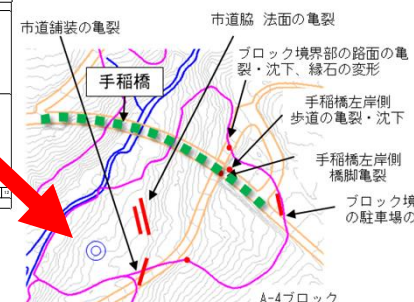 市道舗装の亀裂
市道脇 法面の亀裂
ブロック境界部の路面の亀
裂・沈下、縁石の変形
手稲橋
手稲橋左岸側
歩道の亀裂・沈下
手稲橋左岸側
橋脚亀裂
ブロック境
の駐車場の
A-4ブロック